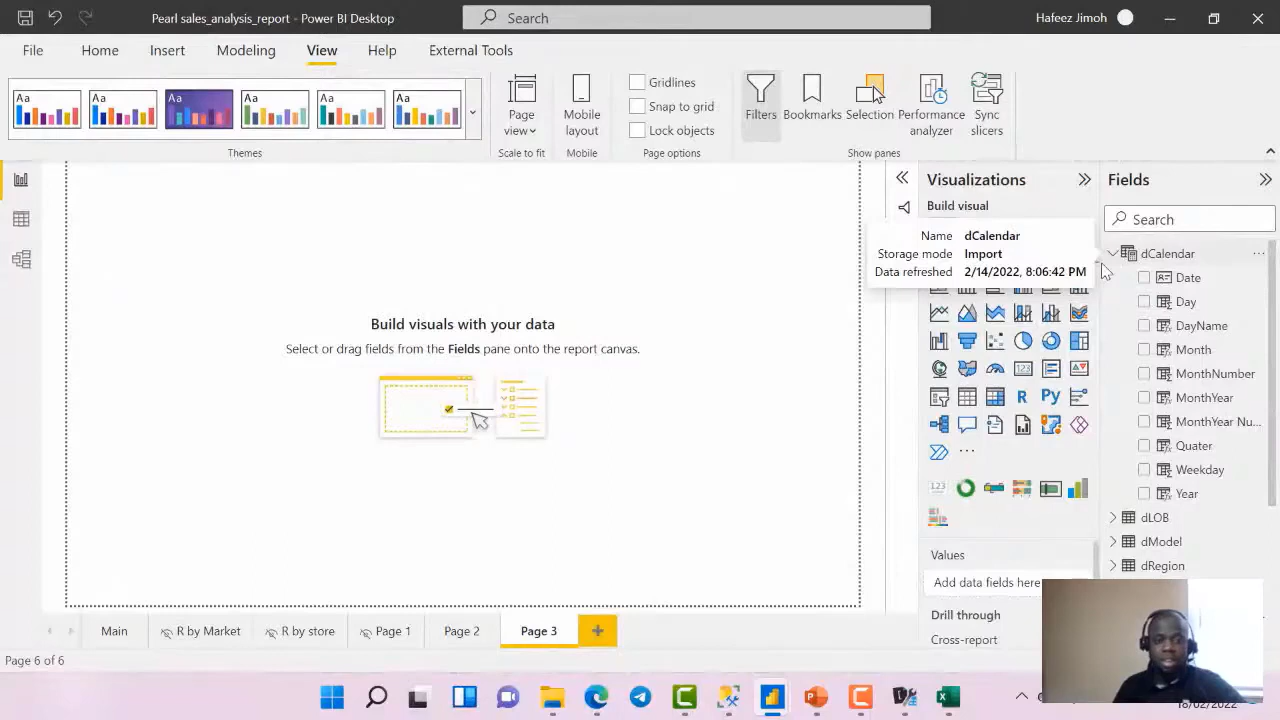 Pearl sales_analysis_report - Power BI Desktop
Search
Hafeez Jimoh
File
Home
Insert
Modeling
View
Help
External Tools
Aa
Aa
Aa
Aa
Aa
Aa
Themes
Page view
Scale to fit
Mobile layout
Mobile
Gridlines
Snap to grid
Lock objects
Page options
Filters
Bookmarks
Selection
Performance analyzer
Sync slicers
Show panes
Build visuals with your data
Select or drag fields from the Fields pane onto the report canvas.
Visualizations
Build visual
Name dCalendar
Storage mode Import
Data refreshed 2/14/2022, 8:06:42 PM
123
R
Py
123
Values
Add data fields here
Drill through
Cross-report
Fields
Search
dCalendar
Date
Day
DayName
Month
MonthNumber
MonthYear
MonthYear Nu...
Quater
Weekday
Year
dLOB
dModel
dRegion
Main
R by Market
R by store
Page 1
Page 2
Page 3
Page 6 of 6
18/02/2022